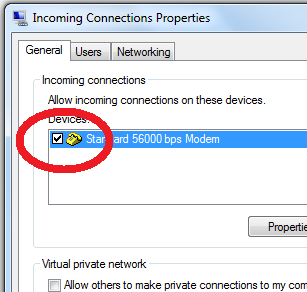 Incoming Connections Properties
General Users Networking
Incoming connections
Allow incoming connections on these devices.
Devices:
Standard 56000 bps Modem
Properti
Virtual private network
Allow others to make private connections to my com